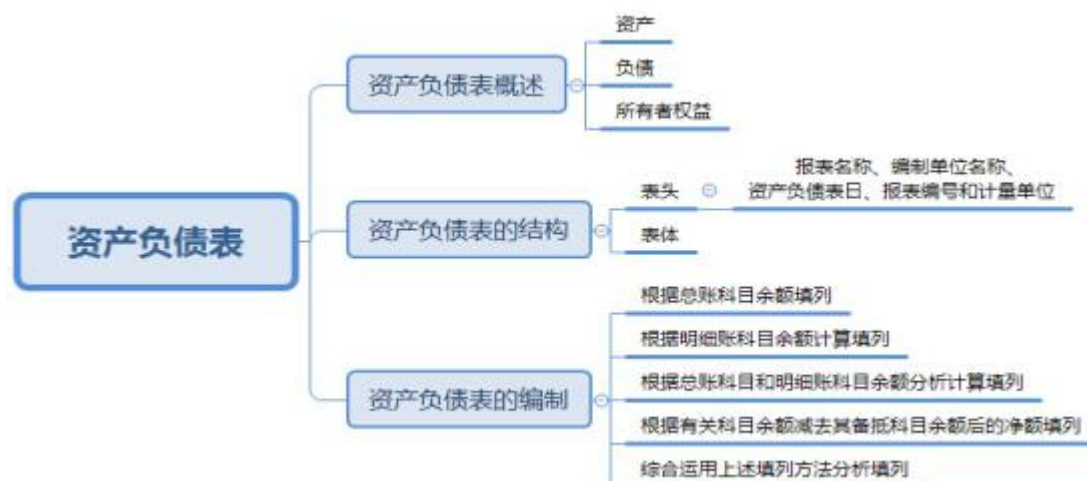 资产负债表
资产负债表概述
资产
负债
所有者权益
资产负债表的结构
表头
报表名称、编制单位名称、
资产负债表日、报表编号和计量单位
表体
资产负债表的编制
根据总账科目余额填列
根据明细账科目余额计算填列
根据总账科目和明细账科目余额分析计算填列
根据有关科目余额减去其备抵科目余额后的净额填列
综合运用上述填列方法分析填列